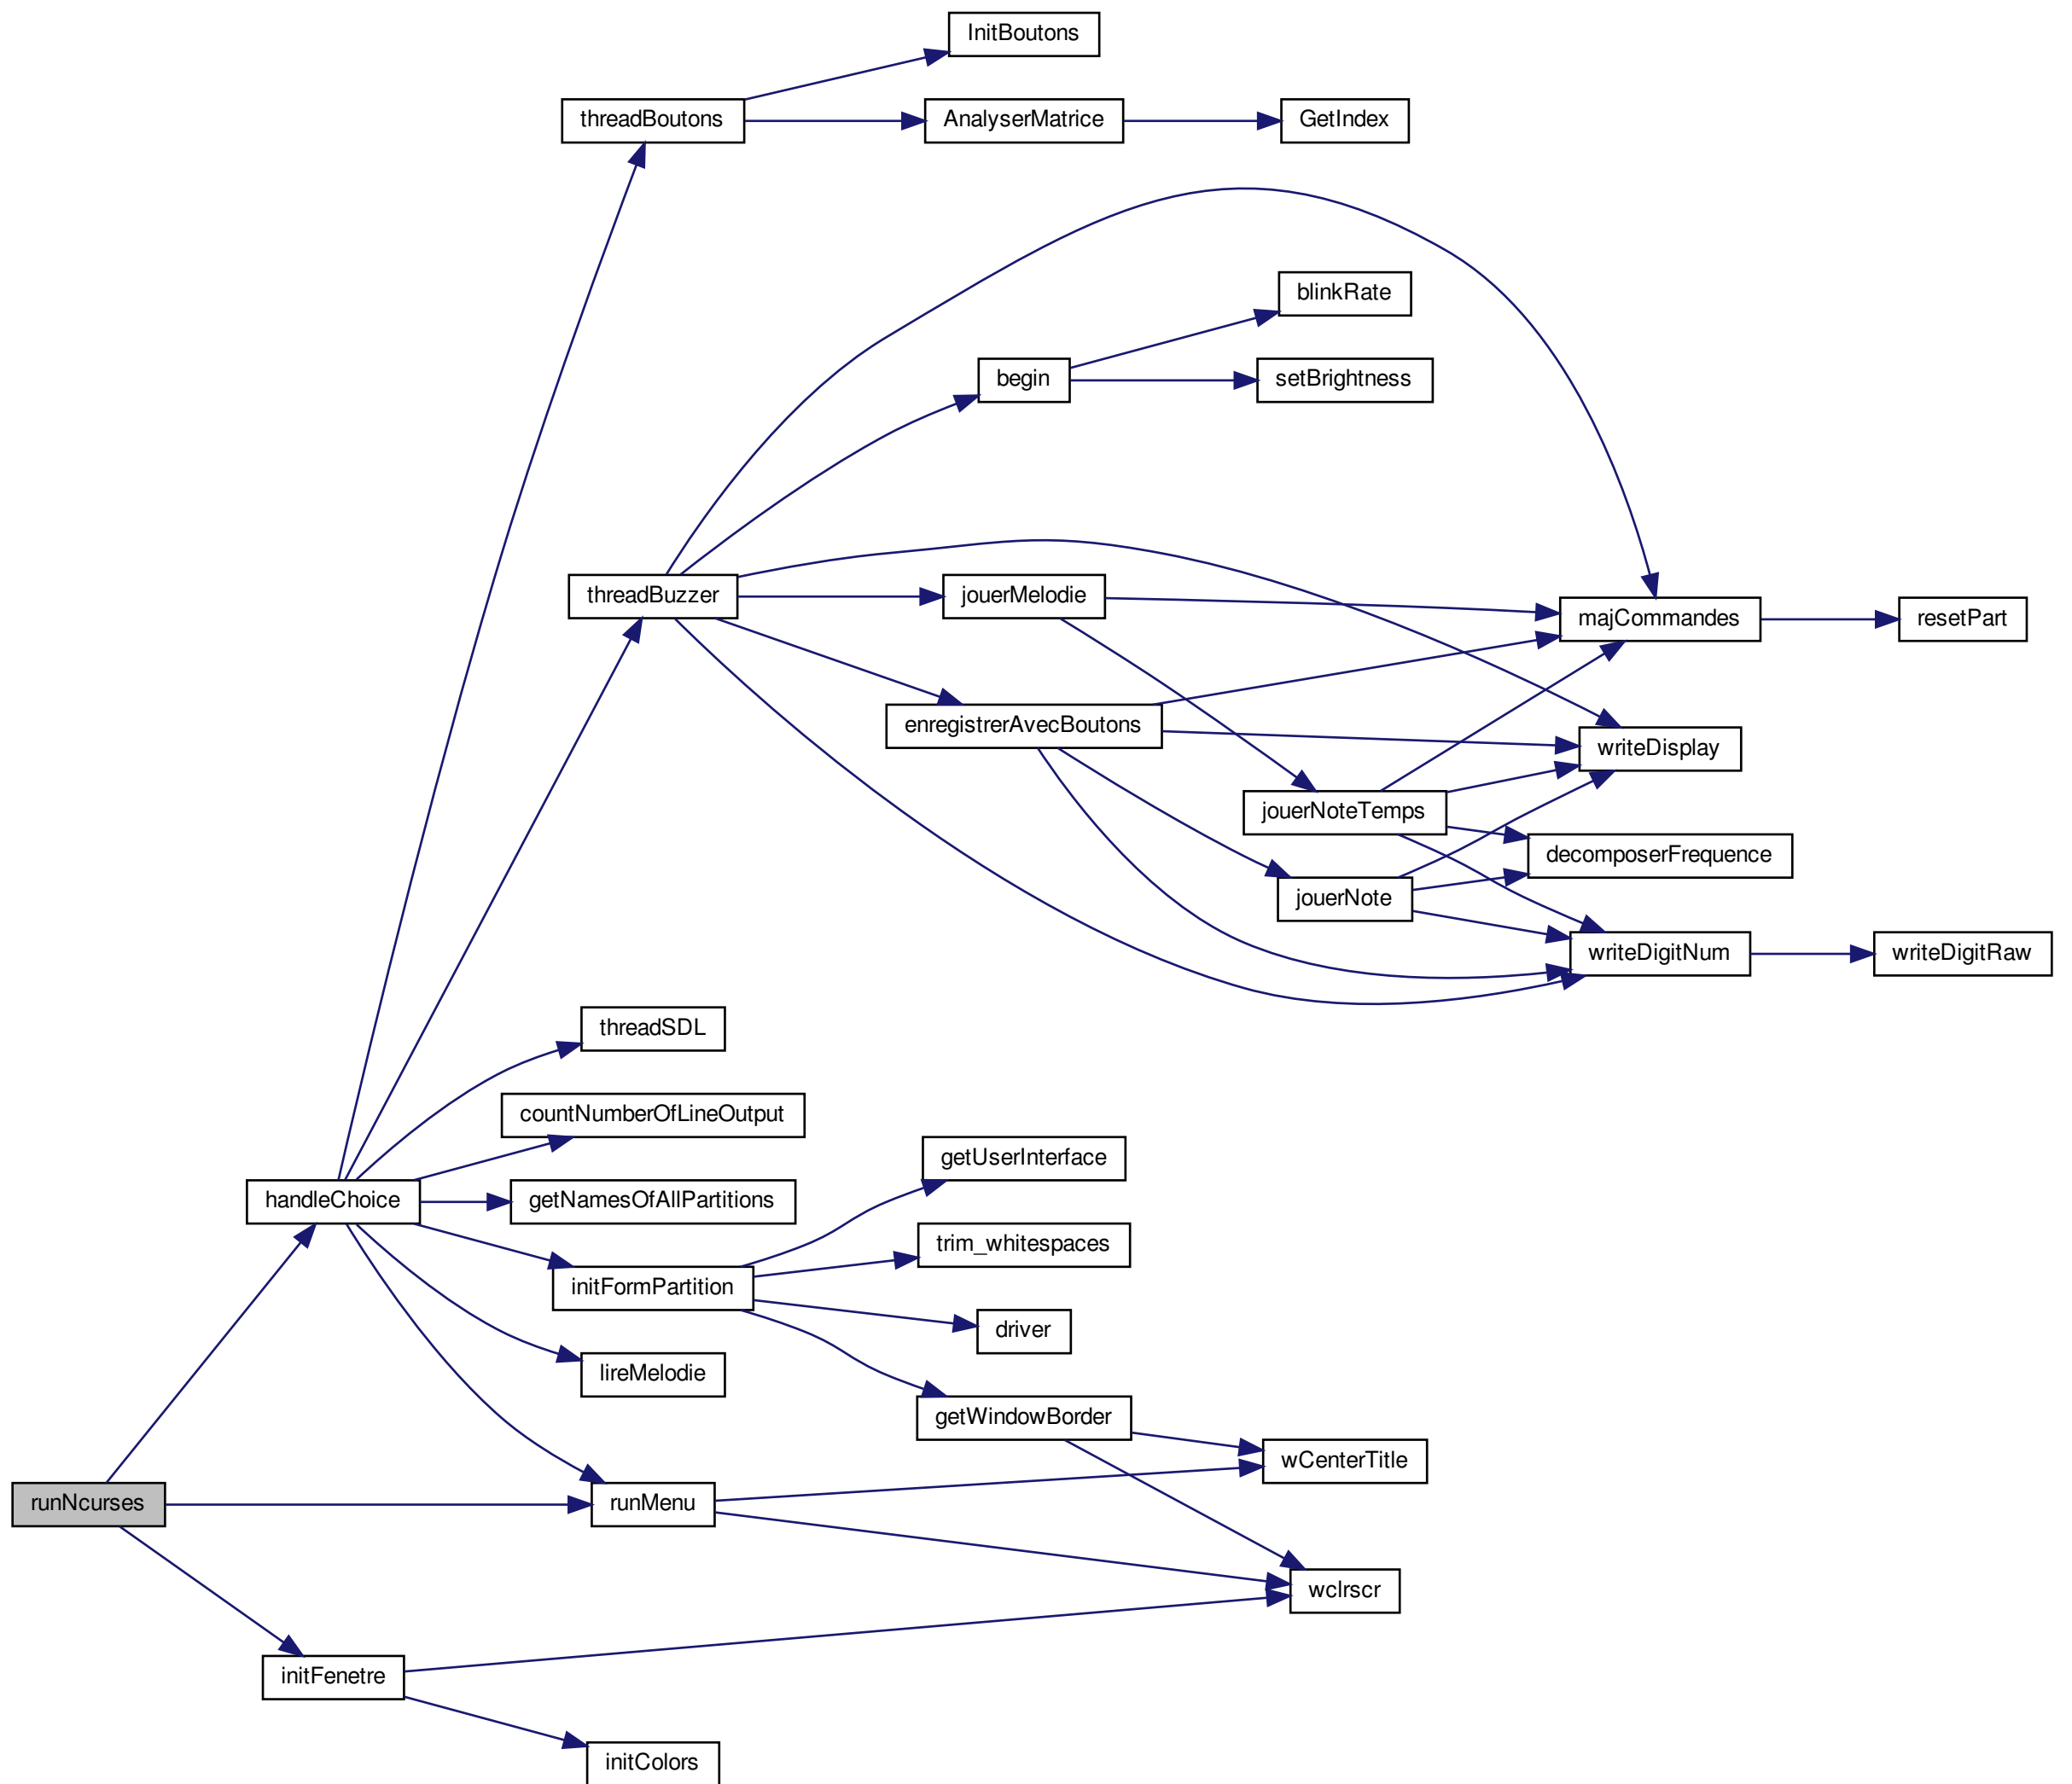 InitBoutons
threadBoutons
AnalyserMatrice
GetIndex
blinkRate
begin
setBrightness
threadBuzzer
jouerMelodie
majCommandes
resetPart
enregistrerAvecBoutons
writeDisplay
jouerNoteTemps
decomposerFrequence
jouerNote
writeDigitNum
writeDigitRaw
threadSDL
countNumberOfLineOutput
getUserInterface
handleChoice
getNamesOfAllPartitions
trim_whitespaces
initFormPartition
driver
lireMelodie
getWindowBorder
wCenterTitle
runNcurses
runMenu
wclrscr
initFenetre
initColors